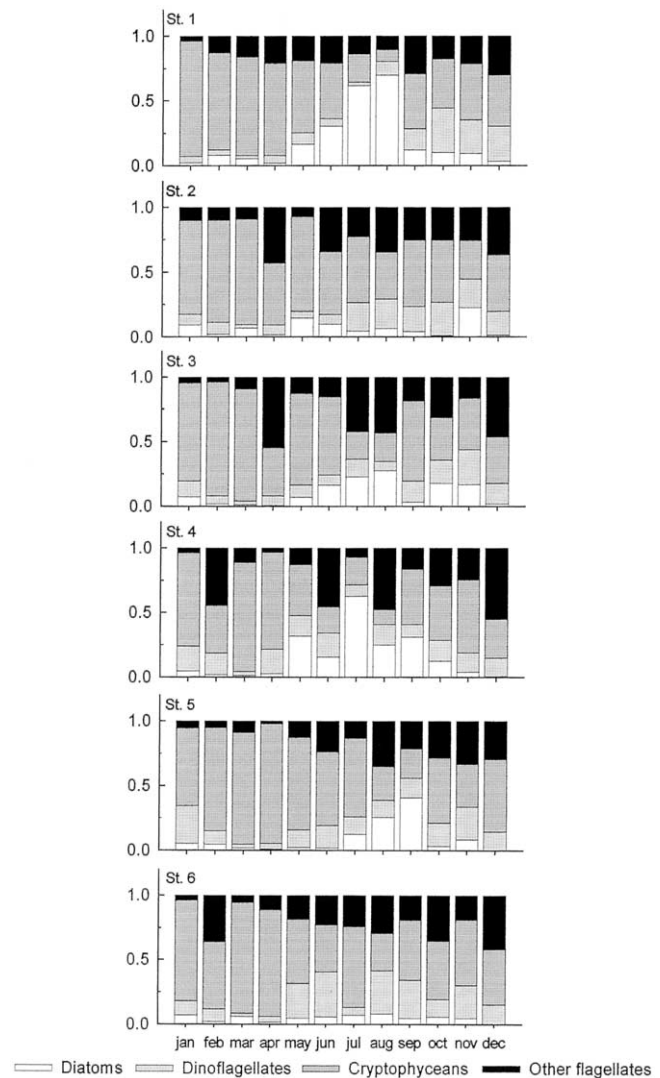 St. 1
1.0
0.5
0.0
St. 2
1.0
0.5
0.0
St. 3
1.0
0.5
0.0
St. 4
1.0
0.5
0.0
St. 5
1.0
0.5
0.0
St. 6
1.0
0.5
0.0
jan feb mar apr may jun jul aug sep oct nov dec
Diatoms Dinoflagellates Cryptophyceans Other flagellates